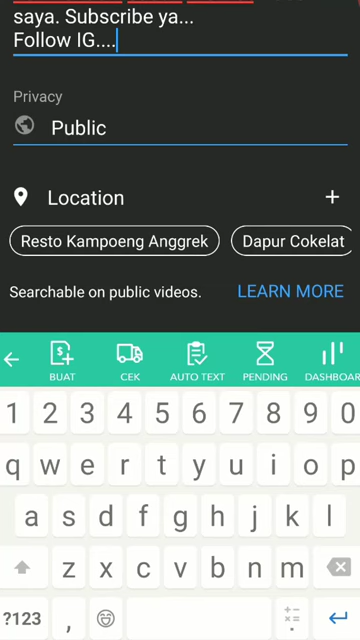 saya. Subscribe ya...
Follow IG....
Privacy
Public
Location +
Resto Kampoeng Anggrek Dapur Cokelat
Searchable on public videos. LEARN MORE
BUAT CEK AUTO TEXT PENDING DASHBOAR
1 2 3 4 5 6 7 8 9 0
q w e r t y u i o p
a s d f g h j k l
z x c v b n m
?123 ,